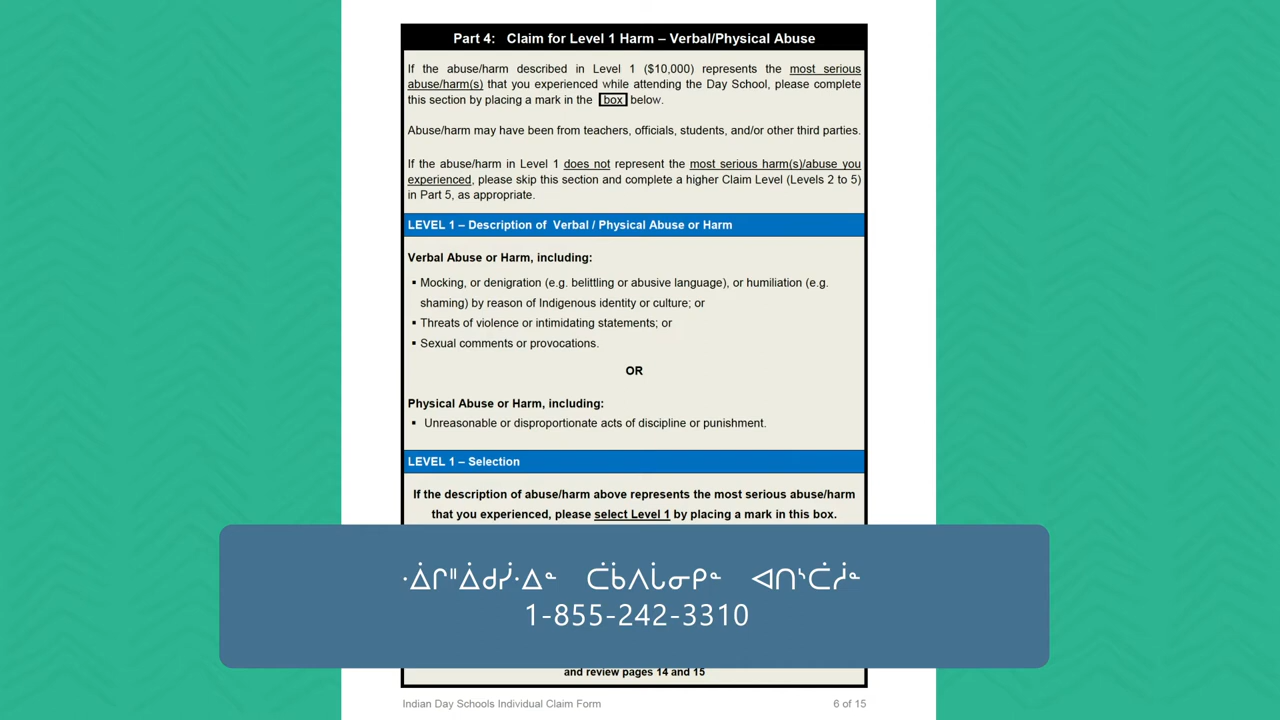 Part 4: Claim for Level 1 Harm – Verbal/Physical Abuse
If the abuse/harm described in Level 1 ($10,000) represents the most serious
abuse/harm(s) that you experienced while attending the Day School, please complete
this section by placing a mark in the box below.
Abuse/harm may have been from teachers, officials, students, and/or other third parties.
If the abuse/harm in Level 1 does not represent the most serious harm(s)/abuse you
experienced, please skip this section and complete a higher Claim Level (Levels 2 to 5)
in Part 5, as appropriate.
LEVEL 1 – Description of Verbal / Physical Abuse or Harm
Verbal Abuse or Harm, including:
▪ Mocking, or denigration (e.g. belittling or abusive language), or humiliation (e.g.
shaming) by reason of Indigenous identity or culture; or
▪ Threats of violence or intimidating statements; or
▪ Sexual comments or provocations.
OR
Physical Abuse or Harm, including:
▪ Unreasonable or disproportionate acts of discipline or punishment.
LEVEL 1 – Selection
If the description of abuse/harm above represents the most serious abuse/harm
that you experienced, please select Level 1 by placing a mark in this box.
ᐐᒋᐦᐄᑯᓰᐧᐃᓐ ᑖᑳᐱᒑᓂᑭᓐ ᐊᑎᔅᑖᓲᓐ
1-855-242-3310
and review pages 14 and 15
Indian Day Schools Individual Claim Form
6 of 15